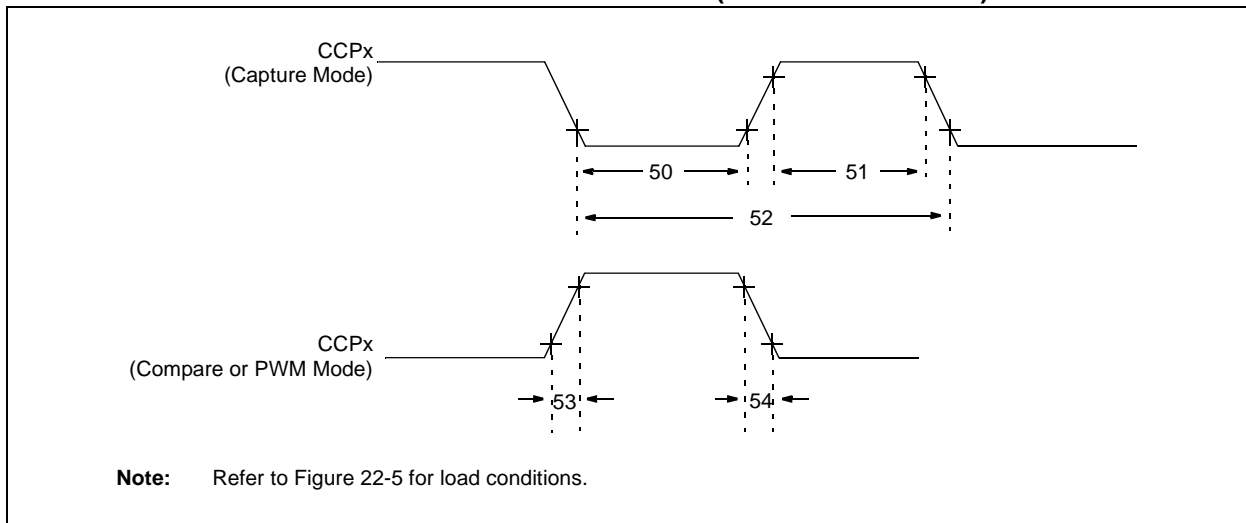 CCPx
(Capture Mode)
50
51
52
CCPx
(Compare or PWM Mode)
53
54
Note: Refer to Figure 22-5 for load conditions.